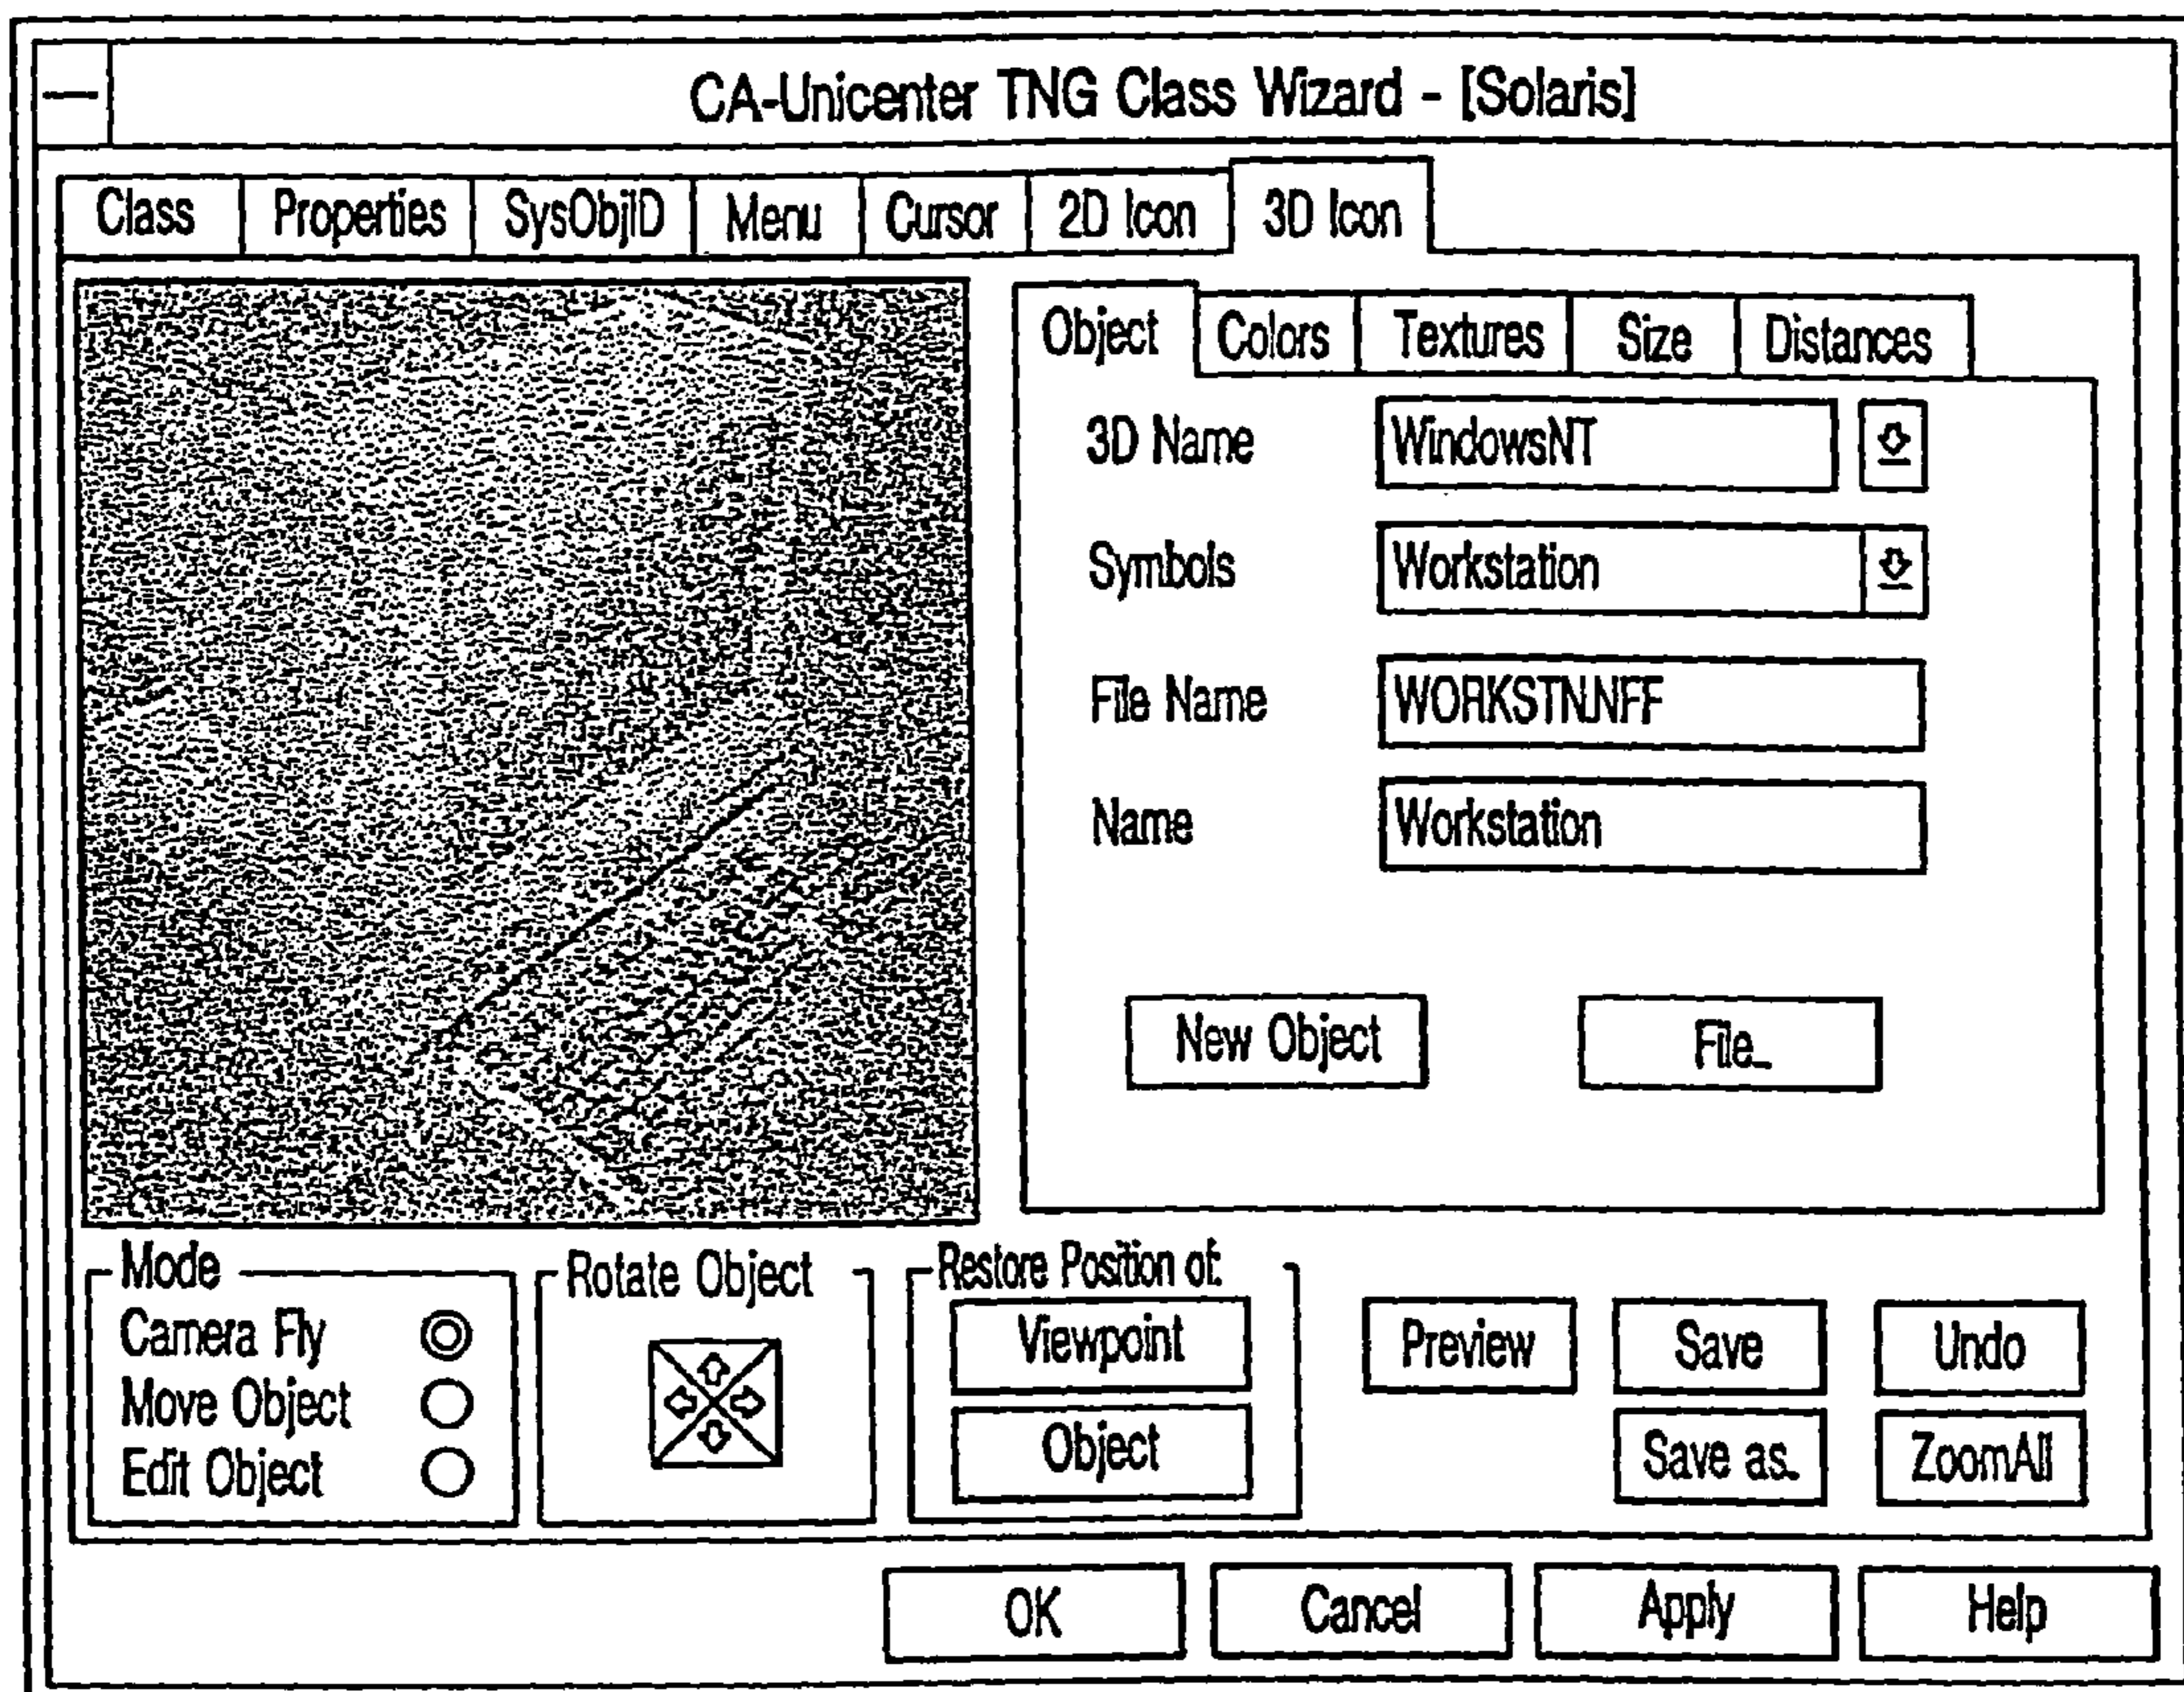 CA-Unicenter TNG Class Wizard - [Solaris]
Class Properties SysObjID Menu Cursor 2D Icon 3D Icon
Object Colors Textures Size Distances
3D Name WindowsNT
Symbols Workstation
File Name WORKSTN.NFF
Name Workstation
New Object File...
Mode
Camera Fly
Move Object
Edit Object
Rotate Object
Restore Position of:
Viewpoint
Object
Preview Save Undo
Save as... ZoomAll
OK Cancel Apply Help